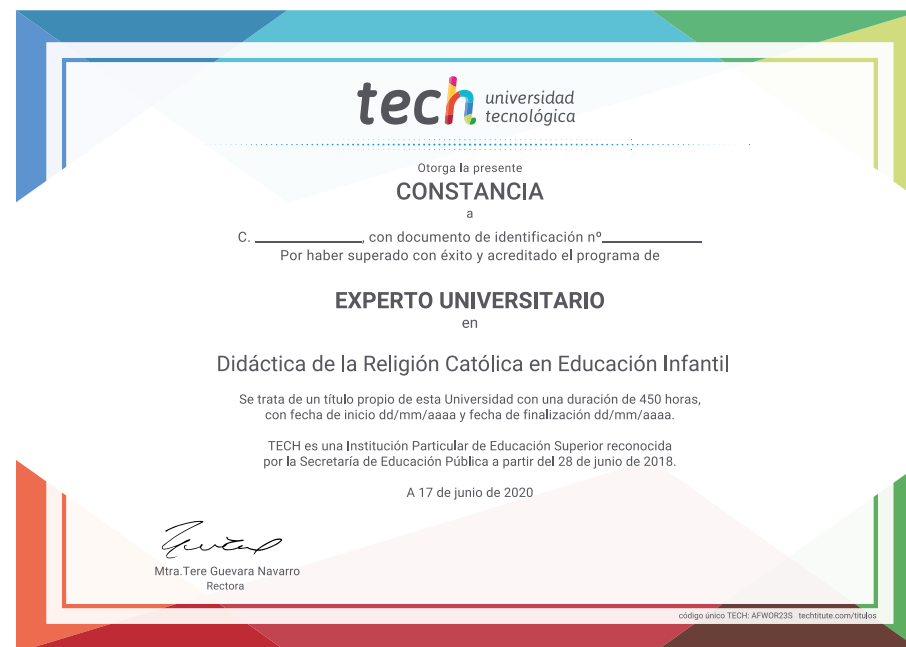 tech universidad
tecnológica
Otorga la presente
CONSTANCIA
a
C. ____________, con documento de identificación nº____________
Por haber superado con éxito y acreditado el programa de
EXPERTO UNIVERSITARIO
en
Didáctica de la Religión Católica en Educación Infantil
Se trata de un título propio de esta Universidad con una duración de 450 horas,
con fecha de inicio dd/mm/aaaa y fecha de finalización dd/mm/aaaa.
TECH es una Institución Particular de Educación Superior reconocida
por la Secretaría de Educación Pública a partir del 28 de junio de 2018.
A 17 de junio de 2020
Mtra.Tere Guevara Navarro
Rectora
código único TECH: AFWOR23S techtitute.com/titulos